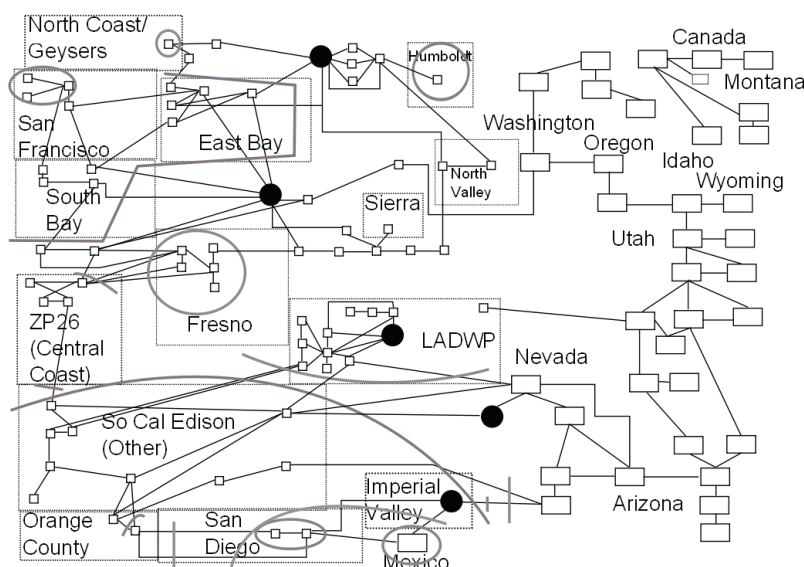 North Coast/
Geysers
Humboldt
Canada
Montana
San
Francisco
East Bay
Washington
Oregon
Idaho
Wyoming
North
Valley
South
Bay
Sierra
Utah
Fresno
ZP26
(Central
Coast)
LADWP
Nevada
So Cal Edison
(Other)
Imperial
Valley
Arizona
Orange
County
San
Diego
Mexico